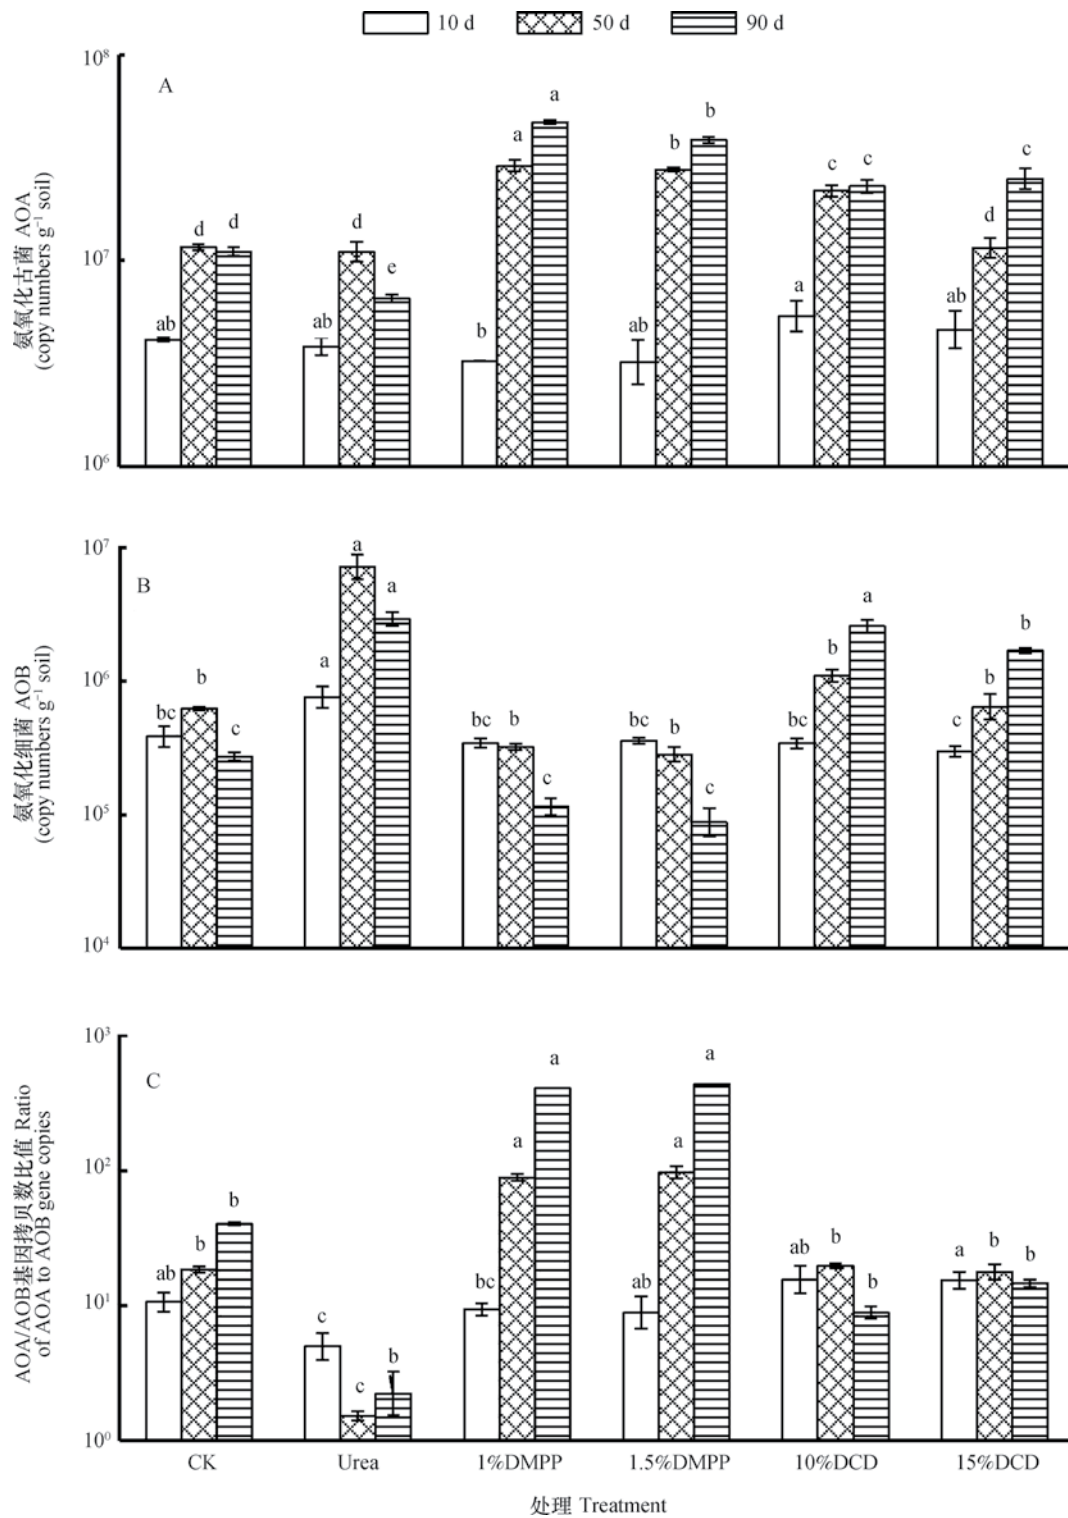 10 d 50 d 90 d
A
氨氧化古菌 AOA
(copy numbers g⁻¹ soil)
10⁸
10⁷
10⁶
ab d d
ab d e
b a a
ab b b
a c c
ab d c
B
氨氧化细菌 AOB
(copy numbers g⁻¹ soil)
10⁷
10⁶
10⁵
10⁴
bc b c
a a a
bc b c
bc b c
bc b a
c b b
C
AOA/AOB基因拷贝数比值 Ratio
of AOA to AOB gene copies
10³
10²
10¹
10⁰
ab b b
c c b
bc a a
ab a a
ab b b
a b b
CK Urea 1%DMPP 1.5%DMPP 10%DCD 15%DCD
处理 Treatment